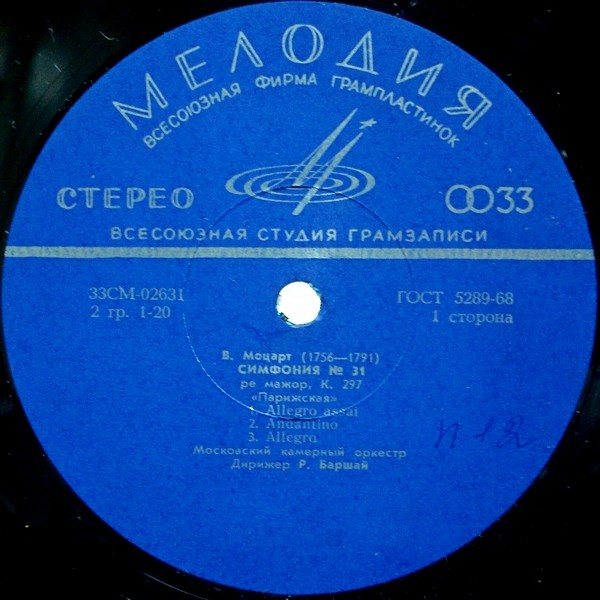 МЕЛОДИЯ
ВСЕСОЮЗНАЯ ФИРМА ГРАМПЛАСТИНОК
СТЕРЕО 33
ВСЕСОЮЗНАЯ СТУДИЯ ГРАМЗАПИСИ
33СМ-02631 ГОСТ 5289-68
2 гр. 1-20 1 сторона
В. Моцарт (1756—1791)
СИМФОНИЯ № 31
ре мажор, К. 297
«Парижская»
1. Allegro assai
2. Andantino
3. Allegro
Московский камерный оркестр
Дирижер Р. Баршай